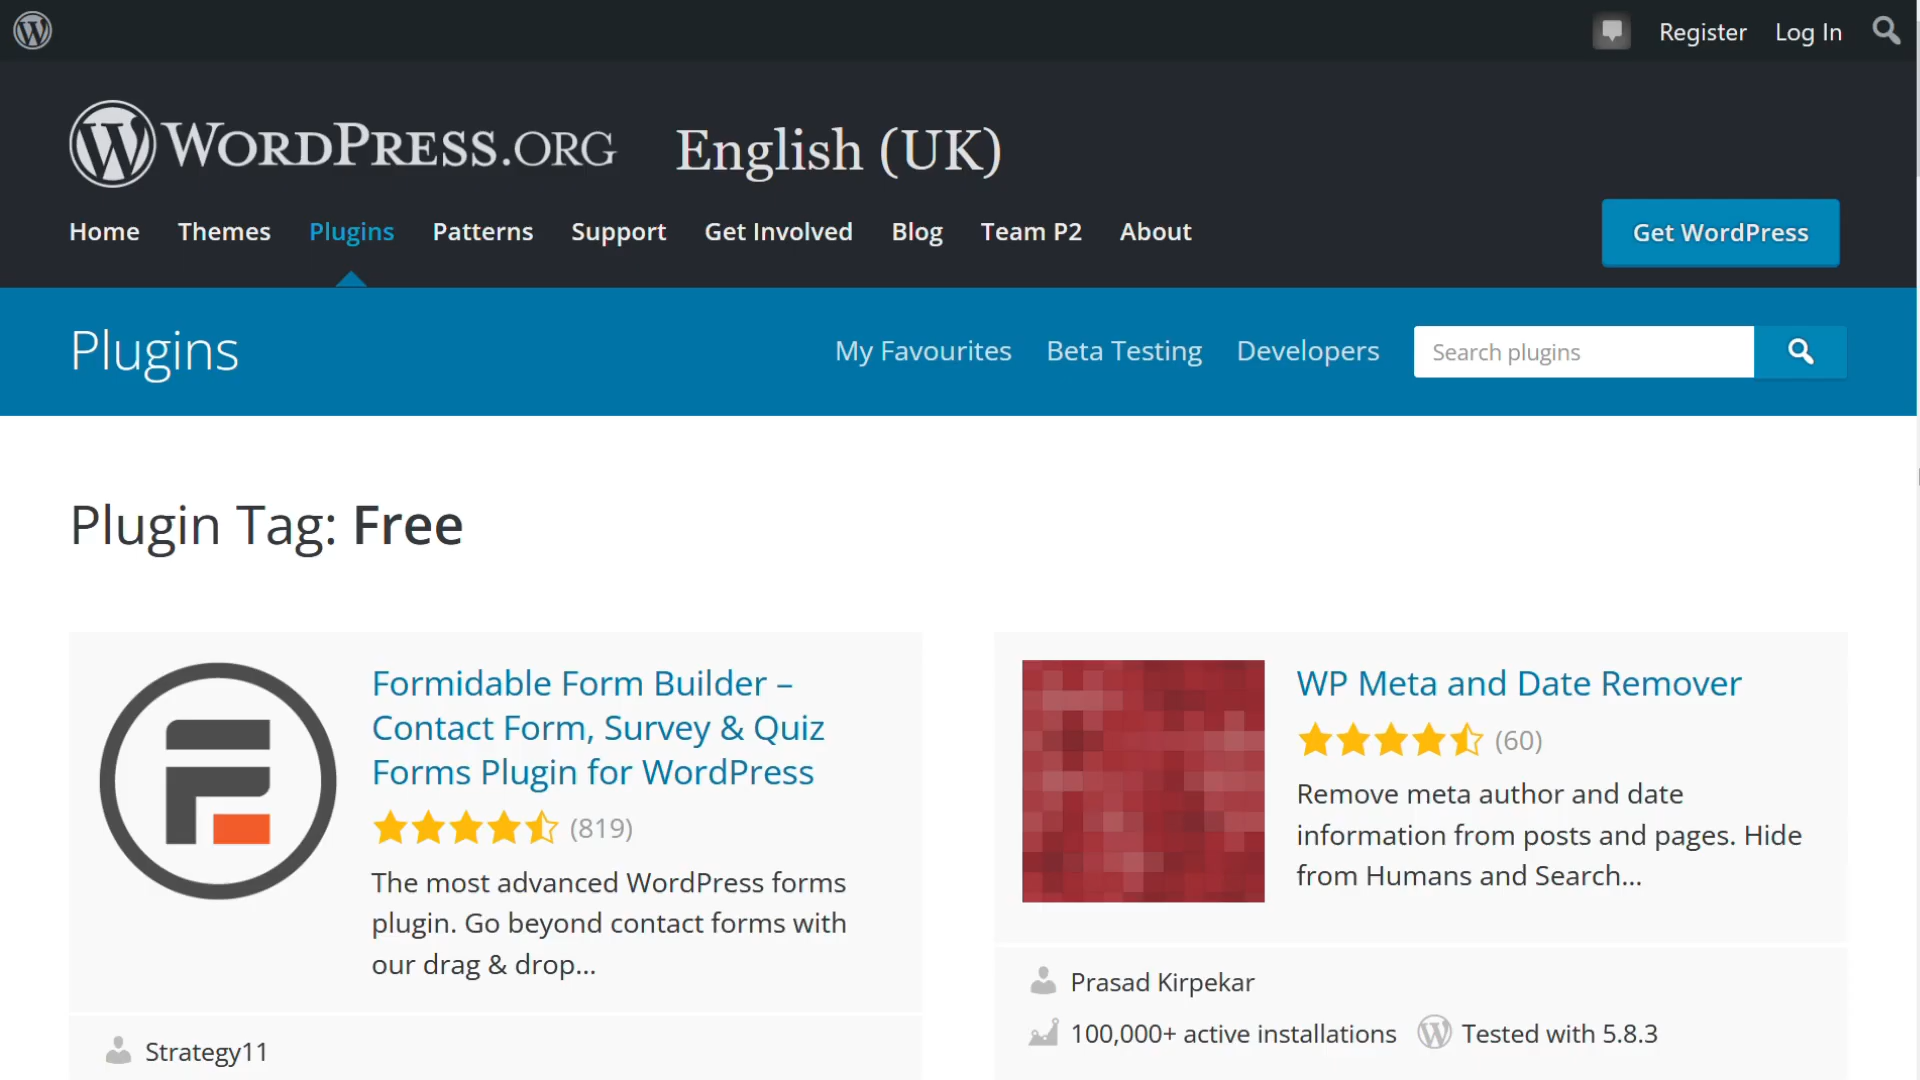 Register Log In
WORDPRESS.ORG English (UK)
Home Themes Plugins Patterns Support Get Involved Blog Team P2 About
Get WordPress
Plugins
My Favourites Beta Testing Developers Search plugins
Plugin Tag: Free
Formidable Form Builder –
Contact Form, Survey & Quiz
Forms Plugin for WordPress
(819)
The most advanced WordPress forms
plugin. Go beyond contact forms with
our drag & drop...
Strategy11
WP Meta and Date Remover
(60)
Remove meta author and date
information from posts and pages. Hide
from Humans and Search...
Prasad Kirpekar
100,000+ active installations Tested with 5.8.3